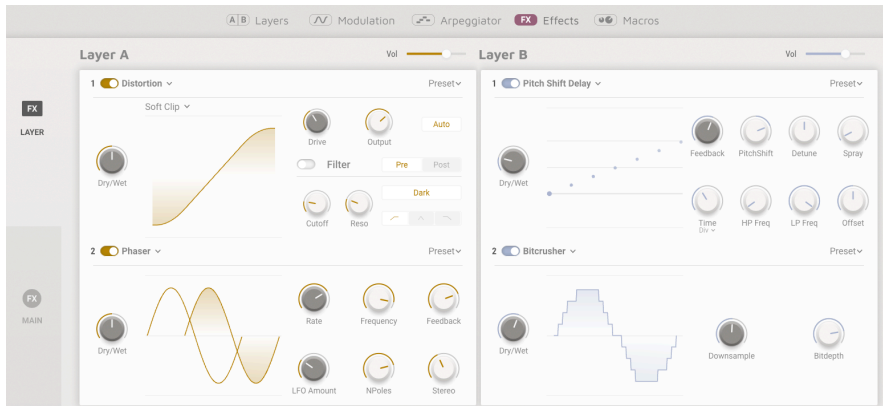 A B Layers Modulation Arpeggiator FX Effects Macros
Layer A Vol
Layer B Vol
FX
LAYER
FX
MAIN
1 Distortion Preset
Soft Clip
Dry/Wet
Drive Output Auto
Filter Pre Post
Cutoff Reso Dark
2 Phaser Preset
Dry/Wet
Rate Frequency Feedback
LFO Amount NPoles Stereo
1 Pitch Shift Delay Preset
Dry/Wet
Feedback PitchShift Detune Spray
Time HP Freq LP Freq Offset
Div
2 Bitcrusher Preset
Dry/Wet
Downsample Bitdepth